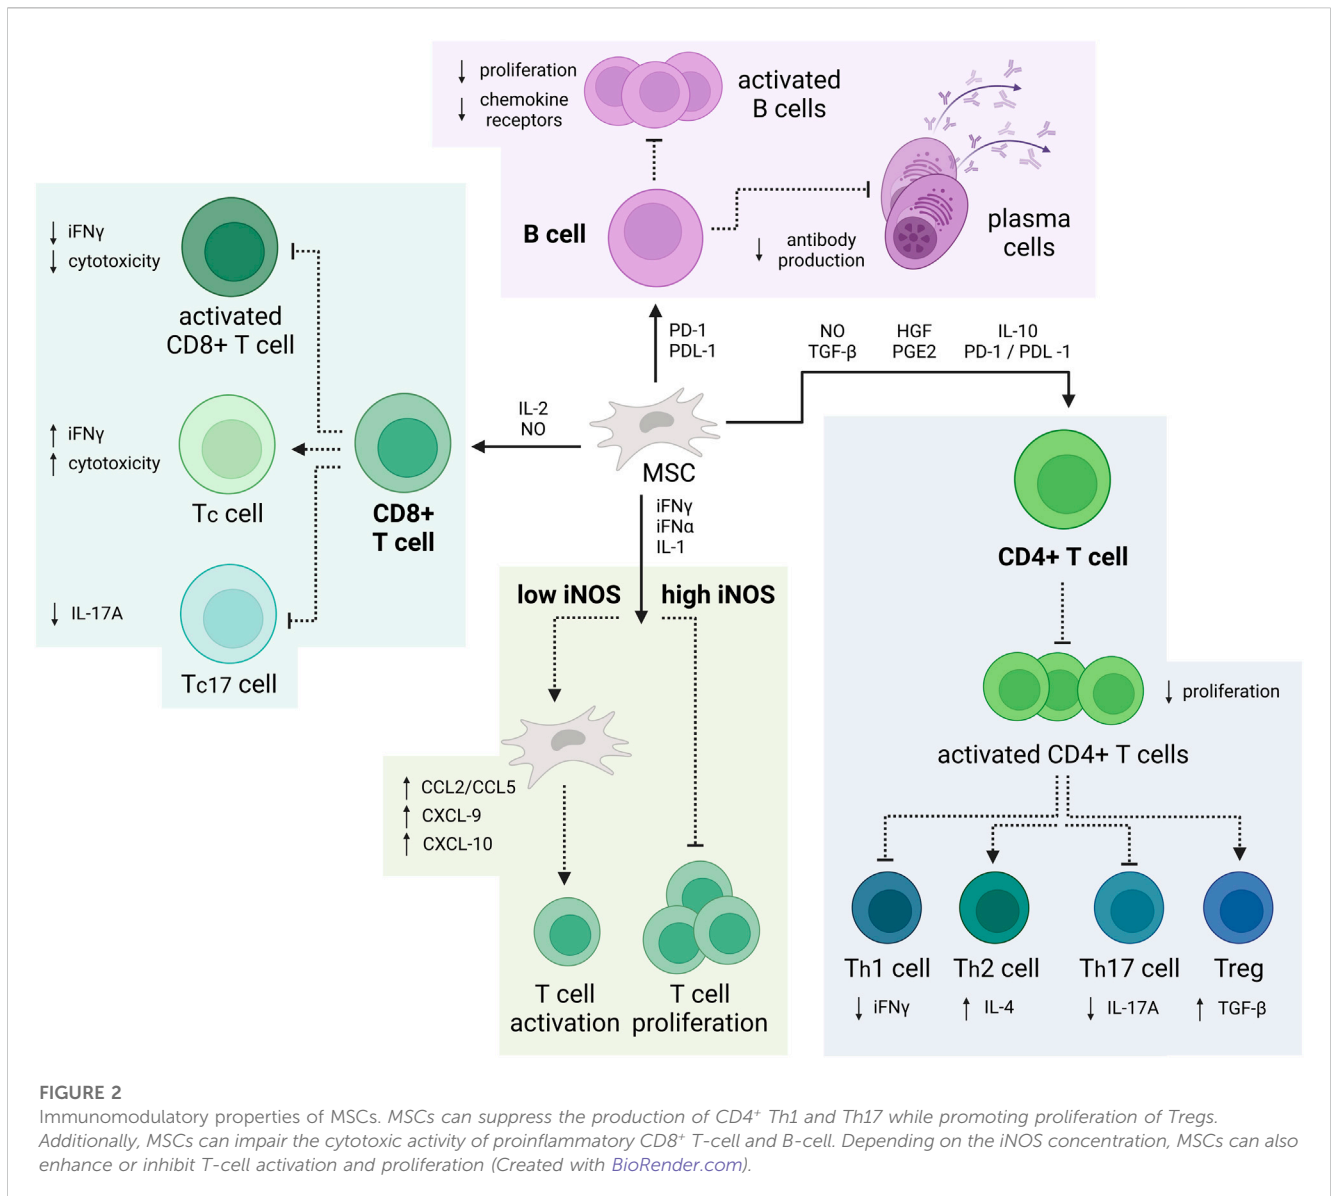 ↓ proliferation
↓ chemokine
receptors
activated
B cells
B cell
↓ antibody
production
plasma
cells
↓ iFNγ
↓ cytotoxicity
activated
CD8+ T cell
↑ iFNγ
↑ cytotoxicity
Tc cell
CD8+
T cell
↓ IL-17A
Tc17 cell
PD-1
PDL-1
IL-2
NO
MSC
NO
TGF-β
HGF
PGE2
IL-10
PD-1 / PDL -1
iFNγ
iFNα
IL-1
low iNOS
high iNOS
↑ CCL2/CCL5
↑ CXCL-9
↑ CXCL-10
T cell
activation
T cell
proliferation
CD4+ T cell
↓ proliferation
activated CD4+ T cells
Th1 cell
↓ iFNγ
Th2 cell
↑ IL-4
Th17 cell
↓ IL-17A
Treg
↑ TGF-β
FIGURE 2
Immunomodulatory properties of MSCs. MSCs can suppress the production of CD4⁺ Th1 and Th17 while promoting proliferation of Tregs.
Additionally, MSCs can impair the cytotoxic activity of proinflammatory CD8⁺ T-cell and B-cell. Depending on the iNOS concentration, MSCs can also
enhance or inhibit T-cell activation and proliferation (Created with BioRender.com).